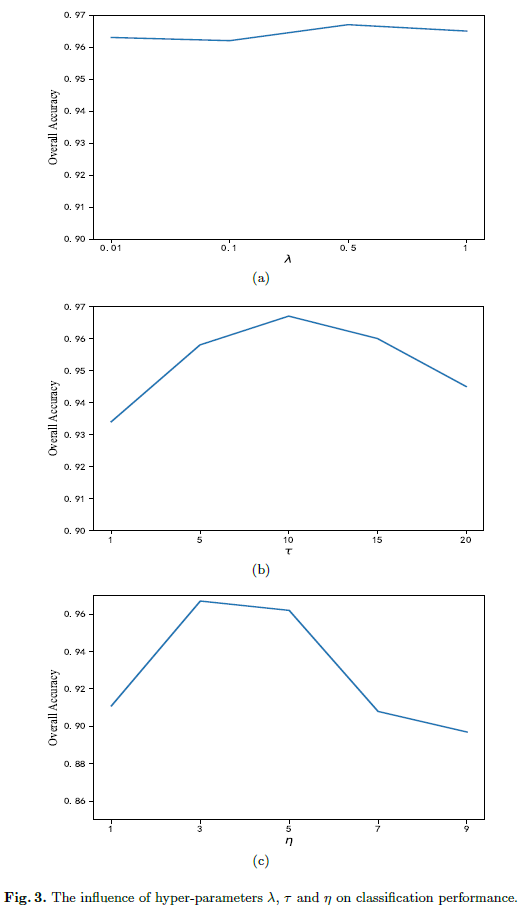 0.97
0.96
0.95
0.94
0.93
0.92
0.91
0.90
Overall Accuracy
0.01 0.1 0.5 1
λ
(a)
0.97
0.96
0.95
0.94
0.93
0.92
0.91
0.90
Overall Accuracy
1 5 10 15 20
τ
(b)
0.96
0.94
0.92
0.90
0.88
0.86
Overall Accuracy
1 3 5 7 9
η
(c)
Fig. 3. The influence of hyper-parameters λ, τ and η on classification performance.